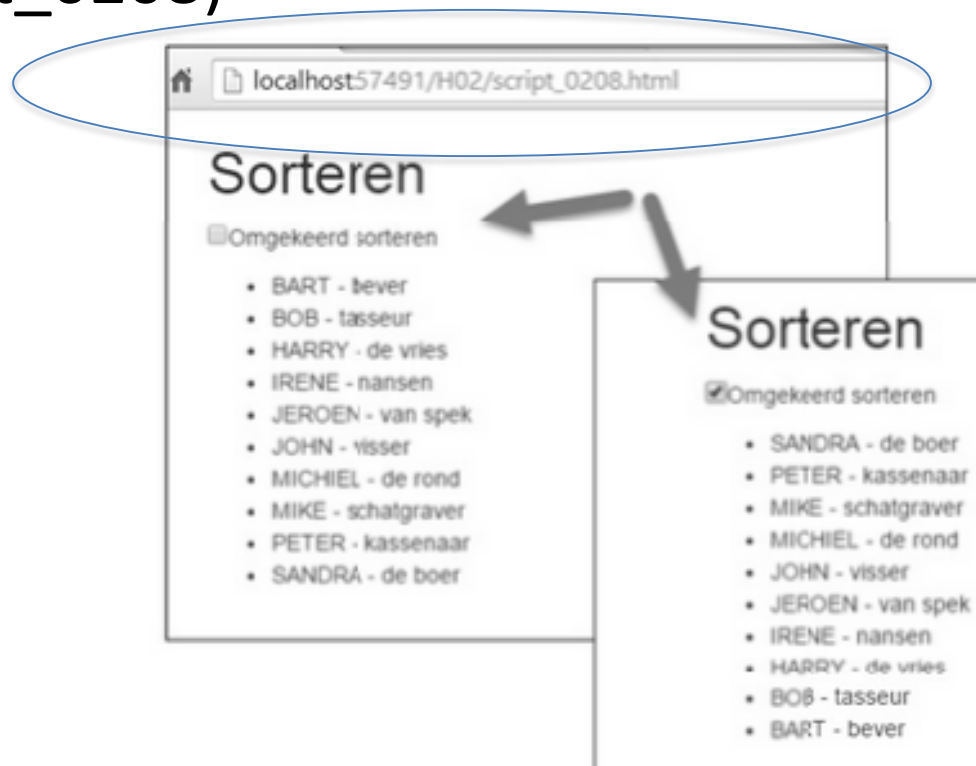 t_0208)
localhost:57491/H02/script_0208.html
Sorteren
Omgekeerd sorteren
• BART - bever
• BOB - tasseur
• HARRY - de vries
• IRENE - nansen
• JEROEN - van spek
• JOHN - visser
• MICHIEL - de rond
• MIKE - schatgraver
• PETER - kassenaar
• SANDRA - de boer
Sorteren
Omgekeerd sorteren
• SANDRA - de boer
• PETER - kassenaar
• MIKE - schatgraver
• MICHIEL - de rond
• JOHN - visser
• JEROEN - van spek
• IRENE - nansen
• HARRY - de vries
• BOB - tasseur
• BART - bever